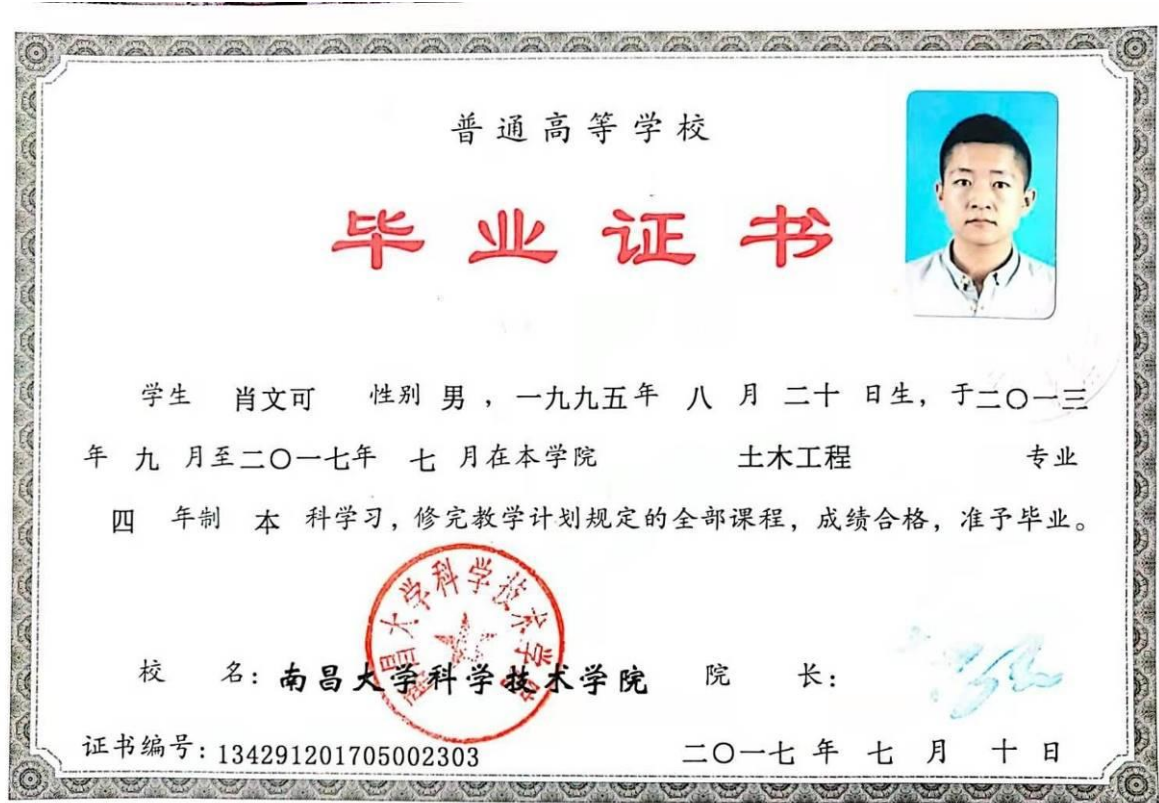 普通高等学校
毕业证书
学生 肖文可 性别 男 ，一九九五年 八 月 二十 日生，于二〇一三
年 九 月至二〇一七年 七 月在本学院 土木工程 专业
四 年制 本 科学习，修完教学计划规定的全部课程，成绩合格，准予毕业。
南昌大学科学技术学院
校 名：南昌大学科学技术学院 院 长：
证书编号：134291201705002303 二〇一七年 七 月 十 日